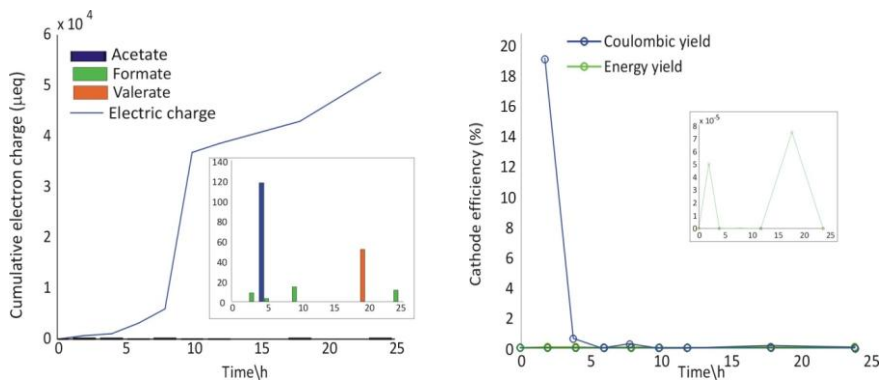 x 10⁴
6
5
4
3
2
1
0
0 5 10 15 20 25
Cumulative electron charge (µeq)
Time\h
Acetate
Formate
Valerate
Electric charge
140
120
100
80
60
40
20
0
0 5 10 15 20 25
20
18
16
14
12
10
8
6
4
2
0
0 5 10 15 20 25
Cathode efficiency (%)
Time\h
Coulombic yield
Energy yield
x 10⁻⁵
8
7
6
5
4
3
2
1
0
0 5 10 15 20 25